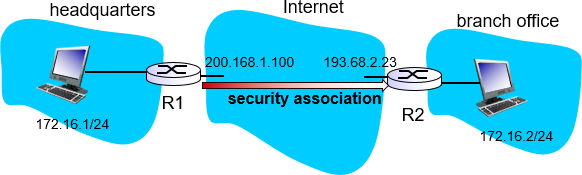 headquarters
Internet
branch office
200.168.1.100
193.68.2.23
R1
security association
R2
172.16.1/24
172.16.2/24